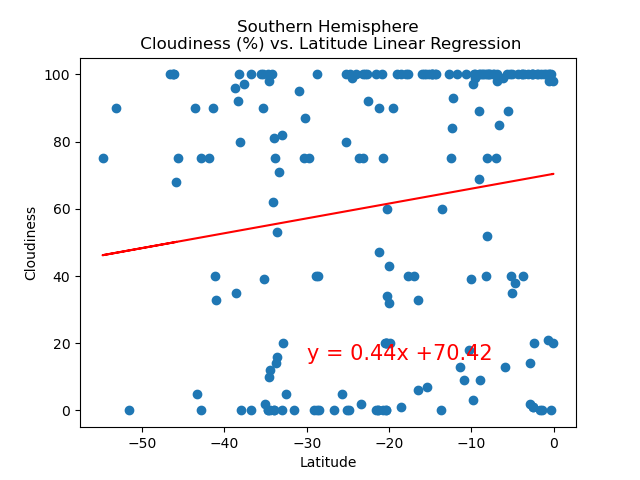 Southern Hemisphere
Cloudiness (%) vs. Latitude Linear Regression
100
80
60
40
20
0
Cloudiness
y = 0.44x +70.42
−50
−40
−30
−20
−10
0
Latitude